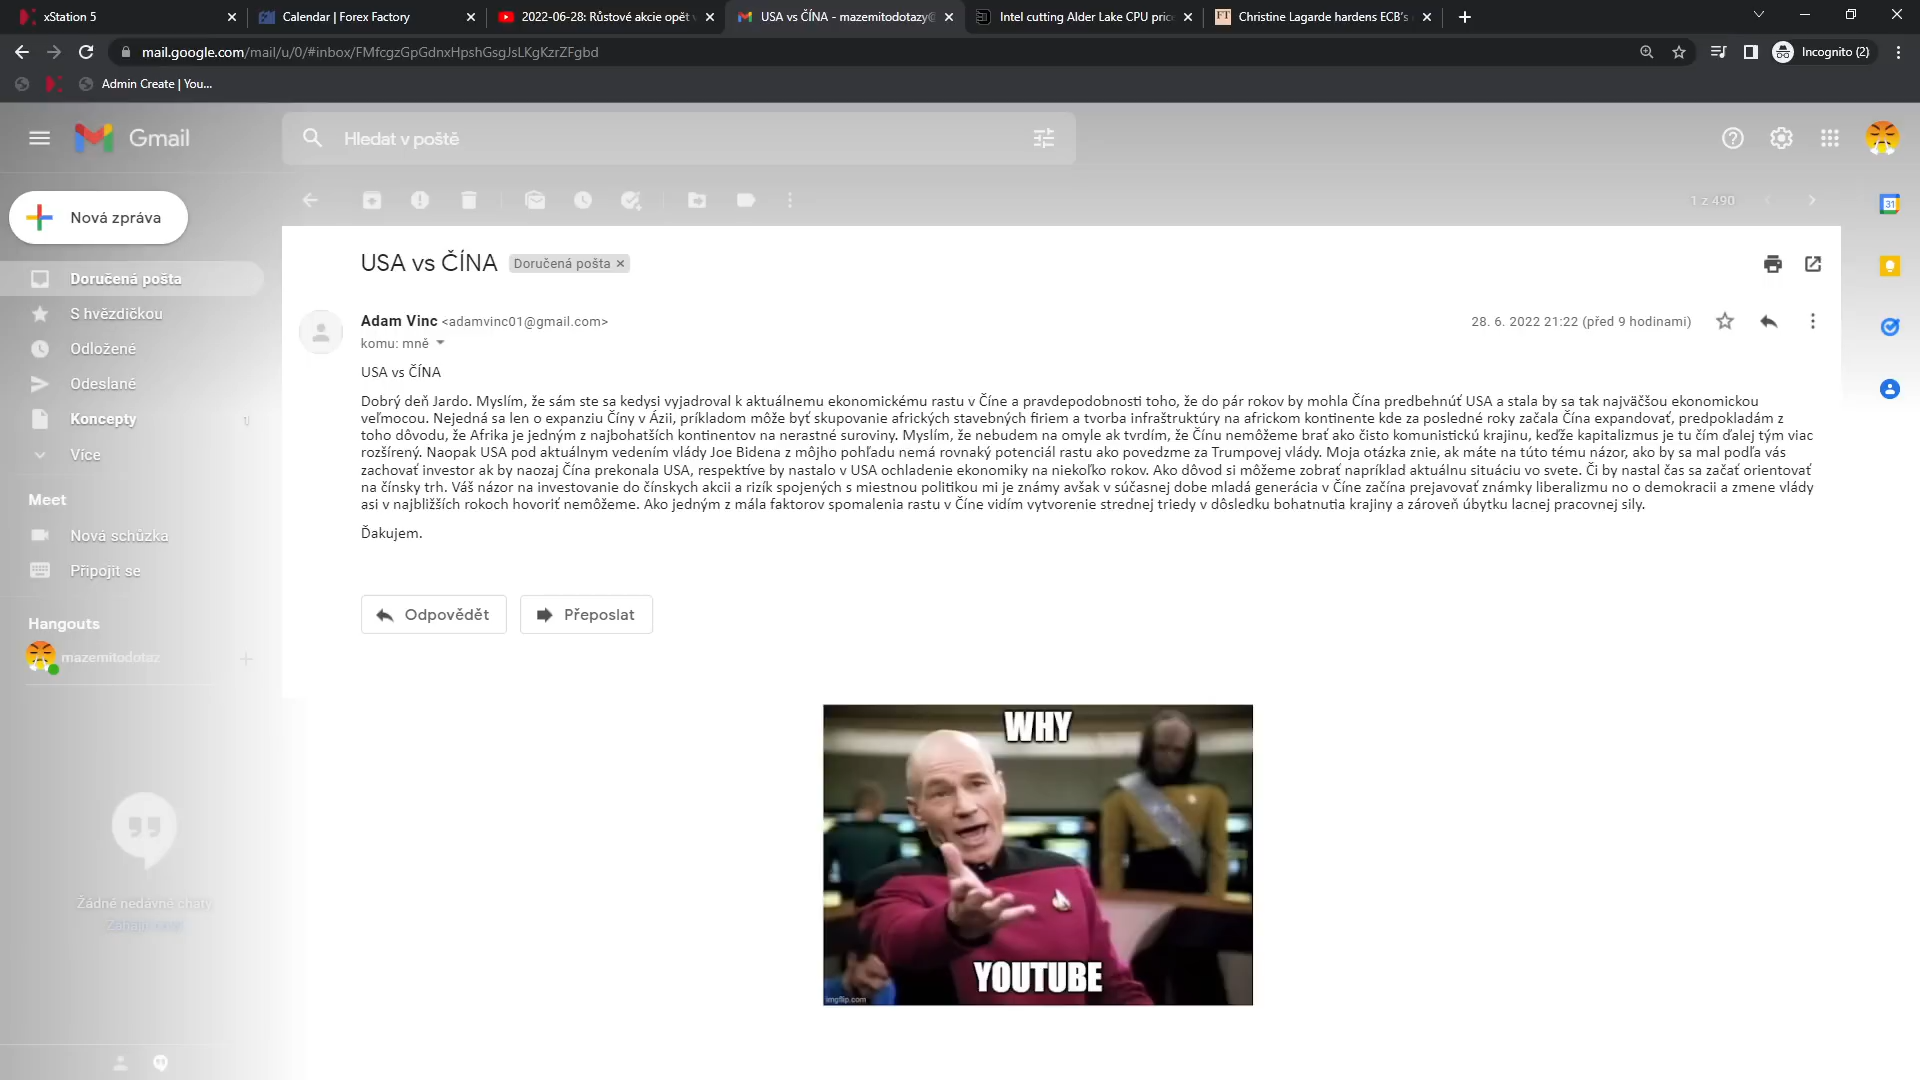 xStation 5
Calendar | Forex Factory
2022-06-28: Růstové akcie opět v
USA vs ČÍNA - mazemitodotazy@
Intel cutting Alder Lake CPU pric
Christine Lagarde hardens ECB's
mail.google.com/mail/u/0/#inbox/FMfcgzGpGdnxHpshGsgJsLKgKzrZFgbd
Incognito (2)
Admin Create | You...
Gmail
Hledat v poště
Nová zpráva
1 z 490
Doručená pošta
S hvězdičkou
Odložené
Odeslané
Koncepty
1
Více
Meet
Nová schůzka
Připojit se
Hangouts
mazemitodotaz
Žádné nedávné chaty
USA vs ČÍNA
Doručená pošta
Adam Vinc <adamvinc01@gmail.com>
28. 6. 2022 21:22 (před 9 hodinami)
komu: mně
USA vs ČÍNA
Dobrý deň Jardo. Myslím, že sám ste sa kedysi vyjadroval k aktuálnemu ekonomickému rastu v Číne a pravdepodobnosti toho, že do pár rokov by mohla Čína predbehnúť USA a stala by sa tak najväčšou ekonomickou
veľmocou. Nejedná sa len o expanziu Číny v Ázii, príkladom môže byť skupovanie afrických stavebných firiem a tvorba infraštruktúry na africkom kontinente kde za posledné roky začala Čína expandovať, predpokladám z
toho dôvodu, že Afrika je jedným z najbohatších kontinentov na nerastné suroviny. Myslím, že nebudem na omyle ak tvrdím, že Čínu nemôžeme brať ako čisto komunistickú krajinu, keďže kapitalizmus je tu čím ďalej tým viac
rozšírený. Naopak USA pod aktuálnym vedením vlády Joe Bidena z môjho pohľadu nemá rovnaký potenciál rastu ako povedzme za Trumpovej vlády. Moja otázka znie, ak máte na túto tému názor, ako by sa mal podľa vás
zachovať investor ak by naozaj Čína prekonala USA, respektíve by nastalo v USA ochladenie ekonomiky na niekoľko rokov. Ako dôvod si môžeme zobrať napríklad aktuálnu situáciu vo svete. Či by nastal čas sa začať orientovať
na čínsky trh. Váš názor na investovanie do čínskych akcii a rizík spojených s miestnou politikou mi je známy avšak v súčasnej dobe mladá generácia v Číne začína prejavovať známky liberalizmu no o demokracii a zmene vlády
asi v najbližších rokoch hovoriť nemôžeme. Ako jedným z mála faktorov spomalenia rastu v Číne vidím vytvorenie strednej triedy v dôsledku bohatnutia krajiny a zároveň úbytku lacnej pracovnej sily.
Ďakujem.
Odpovědět
Přeposlat
WHY
YOUTUBE
imgflip.com